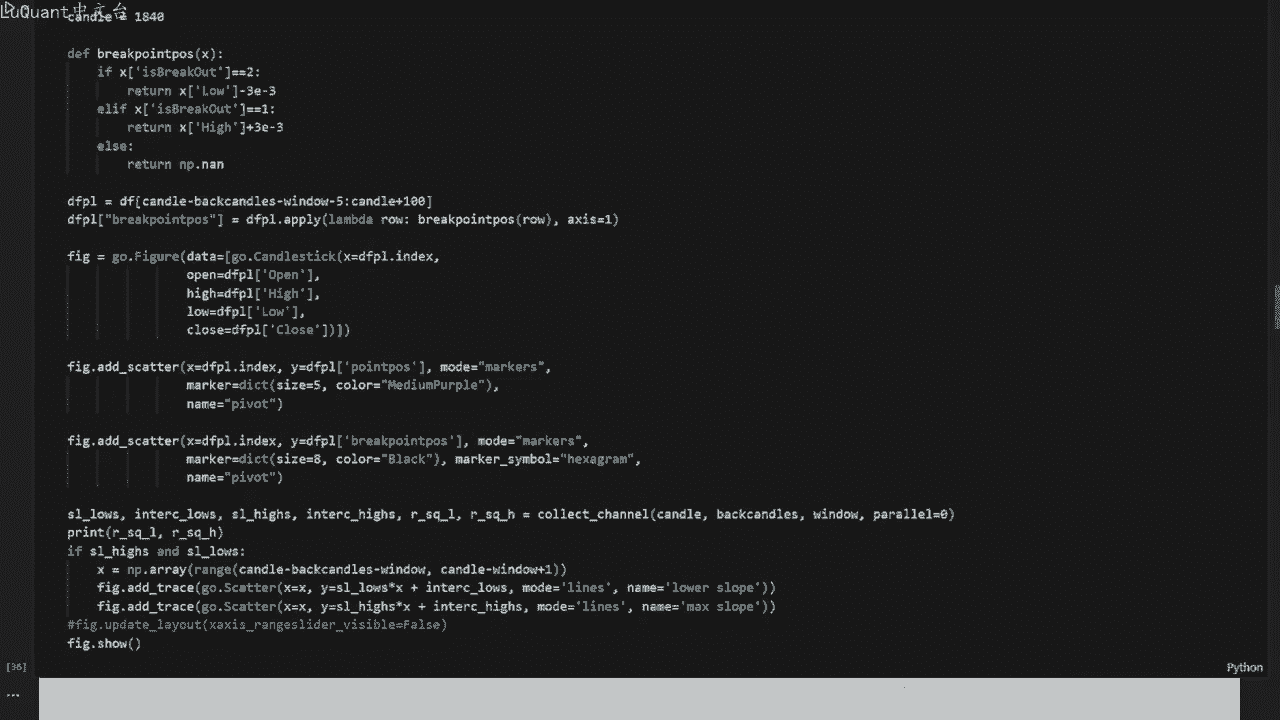 LuQuant中文台
candle = 1840
def breakpointpos(x):
    if x['isBreakOut']==2:
        return x['Low']-3e-3
    elif x['isBreakOut']==1:
        return x['High']+3e-3
    else:
        return np.nan
dfpl = df[candle-backcandles-window-5:candle+100]
dfpl["breakpointpos"] = dfpl.apply(lambda row: breakpointpos(row), axis=1)
fig = go.Figure(data=[go.Candlestick(x=dfpl.index,
                open=dfpl['Open'],
                high=dfpl['High'],
                low=dfpl['Low'],
                close=dfpl['Close'])])
fig.add_scatter(x=dfpl.index, y=dfpl['pointpos'], mode="markers",
                marker=dict(size=5, color="MediumPurple"),
                name="pivot")
fig.add_scatter(x=dfpl.index, y=dfpl['breakpointpos'], mode="markers",
                marker=dict(size=8, color="Black"), marker_symbol="hexagram",
                name="pivot")
sl_lows, interc_lows, sl_highs, interc_highs, r_sq_l, r_sq_h = collect_channel(candle, backcandles, window, parallel=0)
print(r_sq_l, r_sq_h)
if sl_highs and sl_lows:
    x = np.array(range(candle-backcandles-window, candle-window+1))
    fig.add_trace(go.Scatter(x=x, y=sl_lows*x + interc_lows, mode='lines', name='lower slope'))
    fig.add_trace(go.Scatter(x=x, y=sl_highs*x + interc_highs, mode='lines', name='max slope'))
#fig.update_layout(xaxis_rangeslider_visible=False)
fig.show()
[36]
Python
...